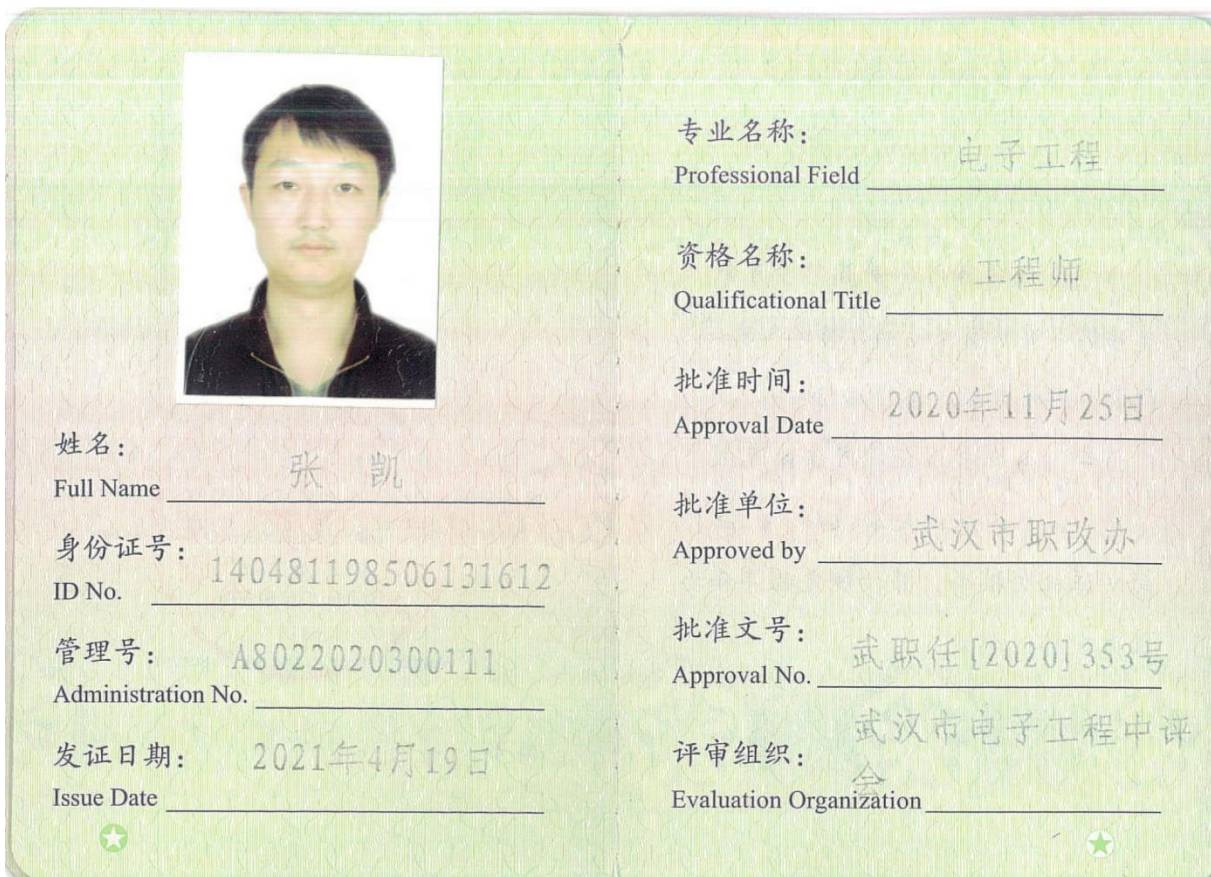 姓名：
Full Name 张 凯
身份证号：
ID No. 140481198506131612
管理号：
Administration No. A8022020300111
发证日期：
Issue Date 2021年4月19日
专业名称：
Professional Field 电子工程
资格名称：
Qualificational Title 工程师
批准时间：
Approval Date 2020年11月25日
批准单位：
Approved by 武汉市职改办
批准文号：
Approval No. 武职任[2020]353号
评审组织：
武汉市电子工程中评
会
Evaluation Organization